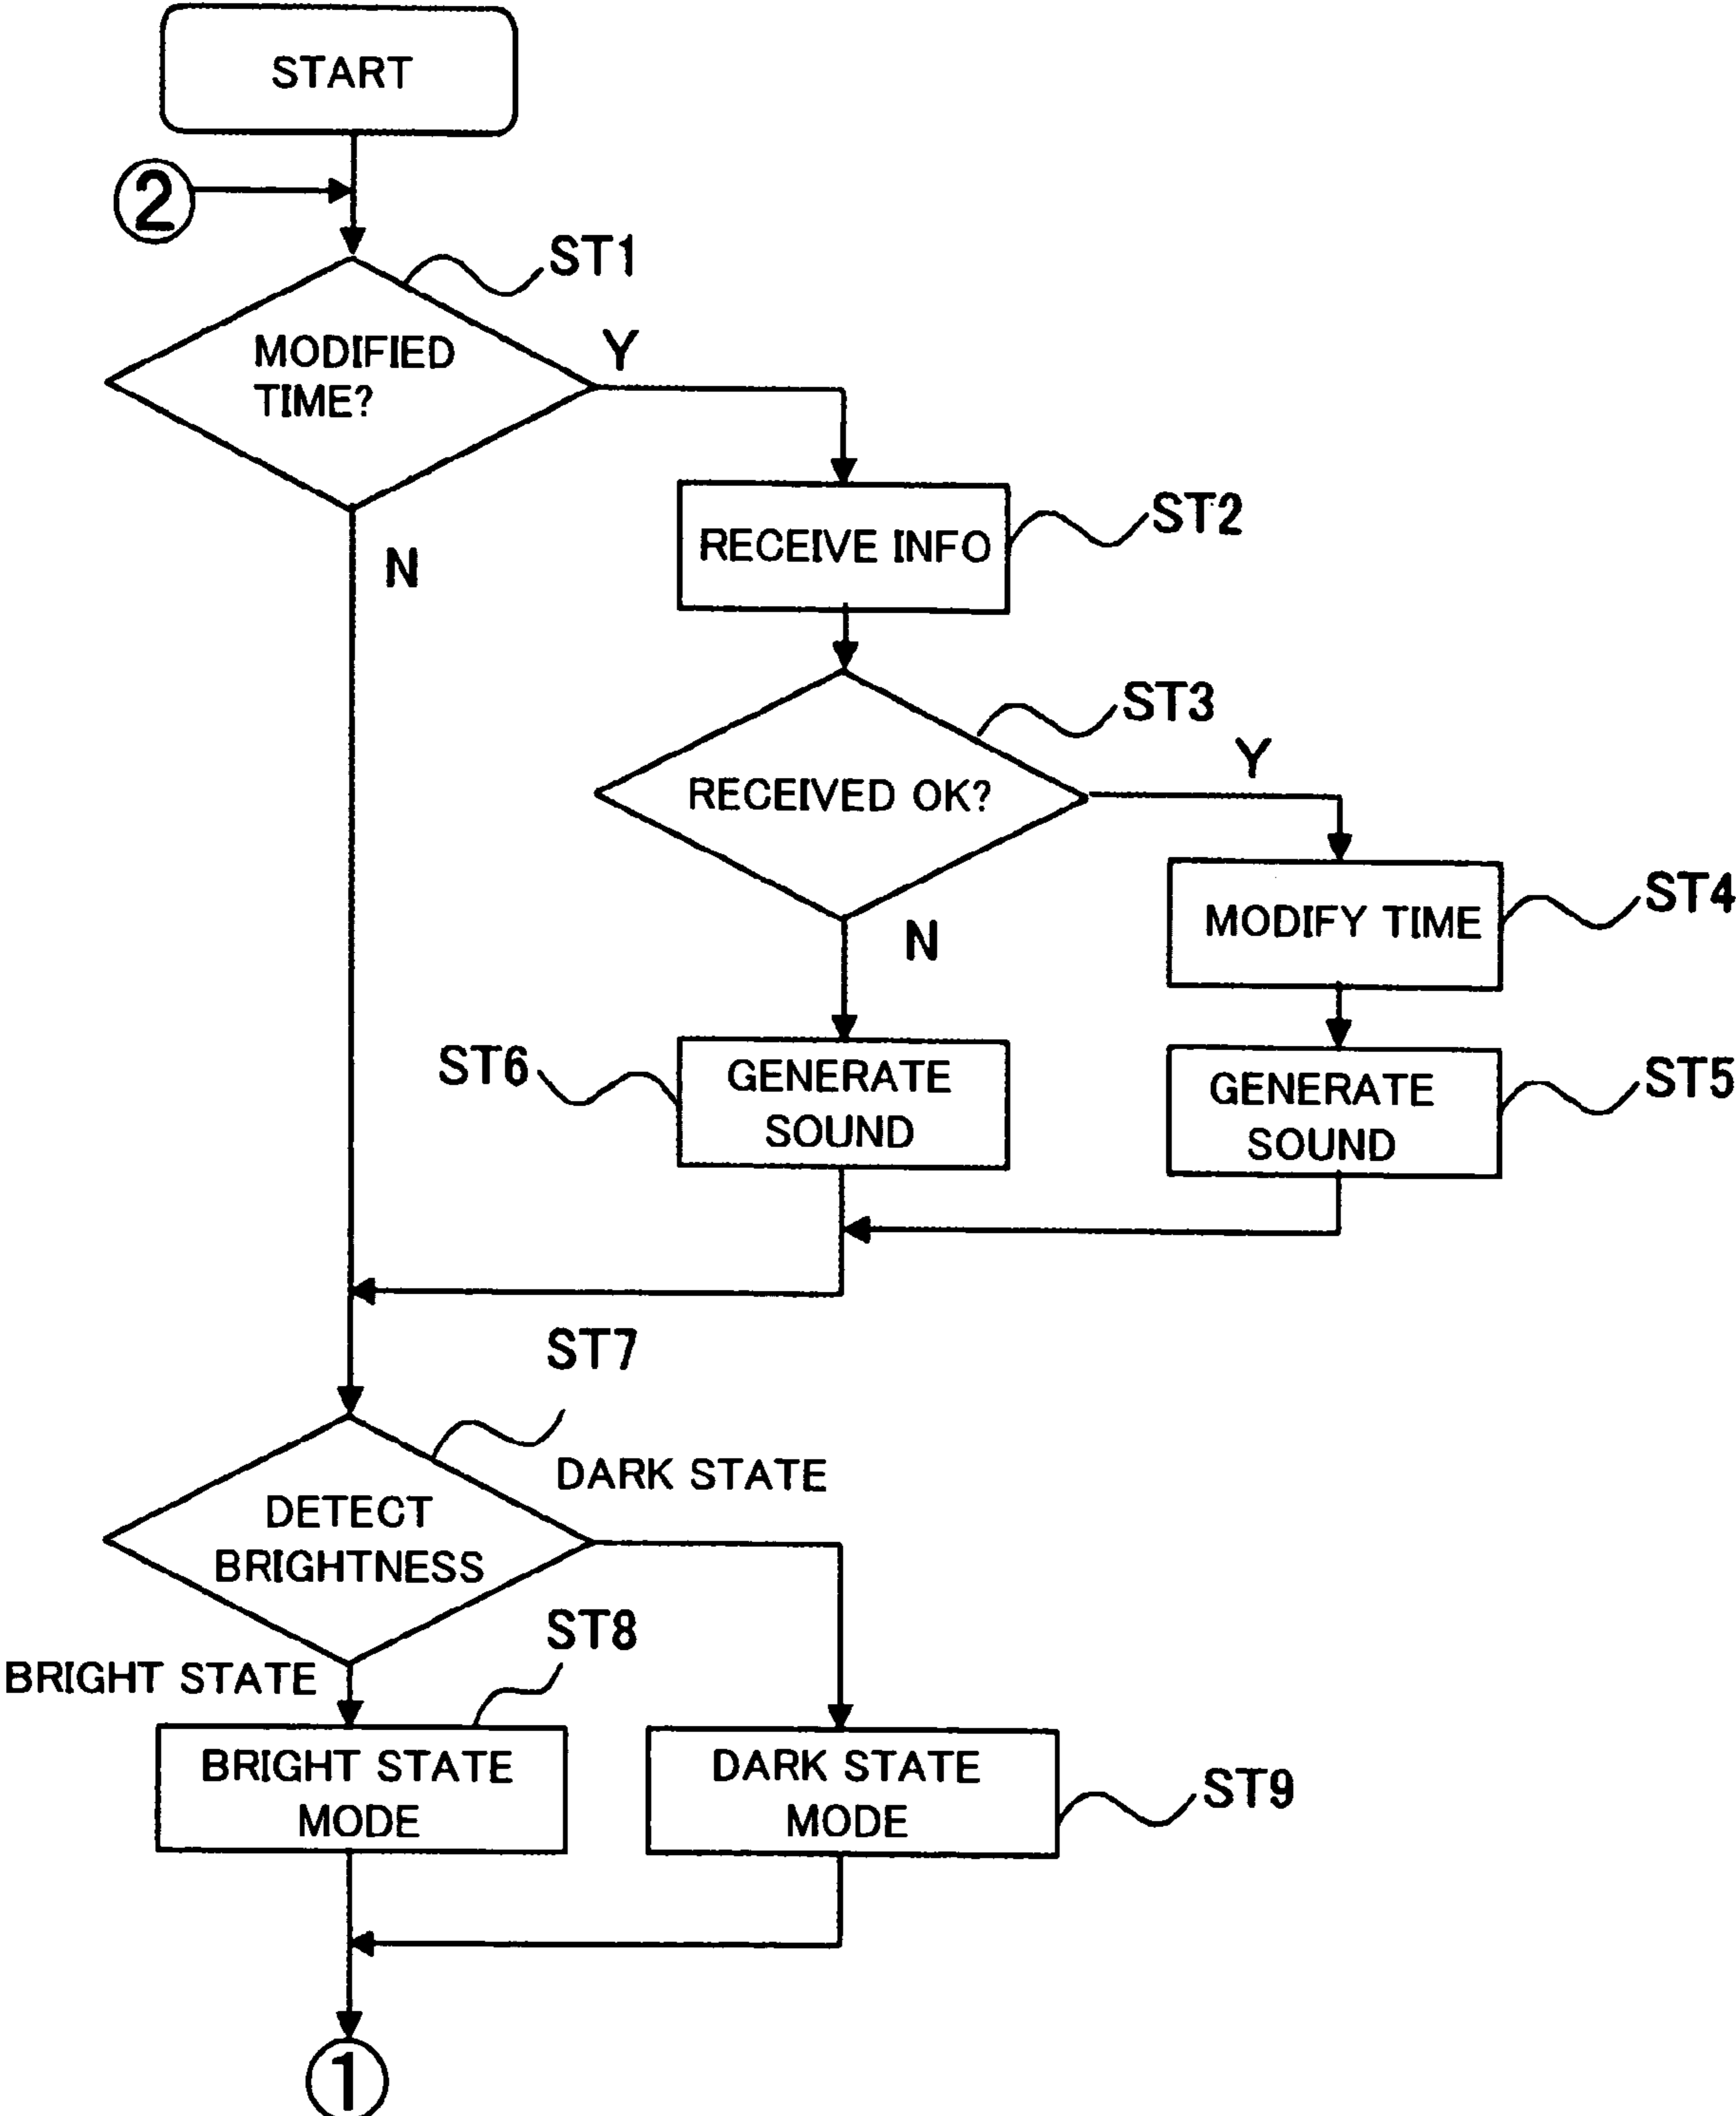 START
②
ST1
MODIFIED
TIME?
Y
N
RECEIVE INFO
ST2
ST3
RECEIVED OK?
Y
N
MODIFY TIME
ST4
ST6
GENERATE
SOUND
GENERATE
SOUND
ST5
ST7
DARK STATE
DETECT
BRIGHTNESS
ST8
BRIGHT STATE
BRIGHT STATE
MODE
DARK STATE
MODE
ST9
①